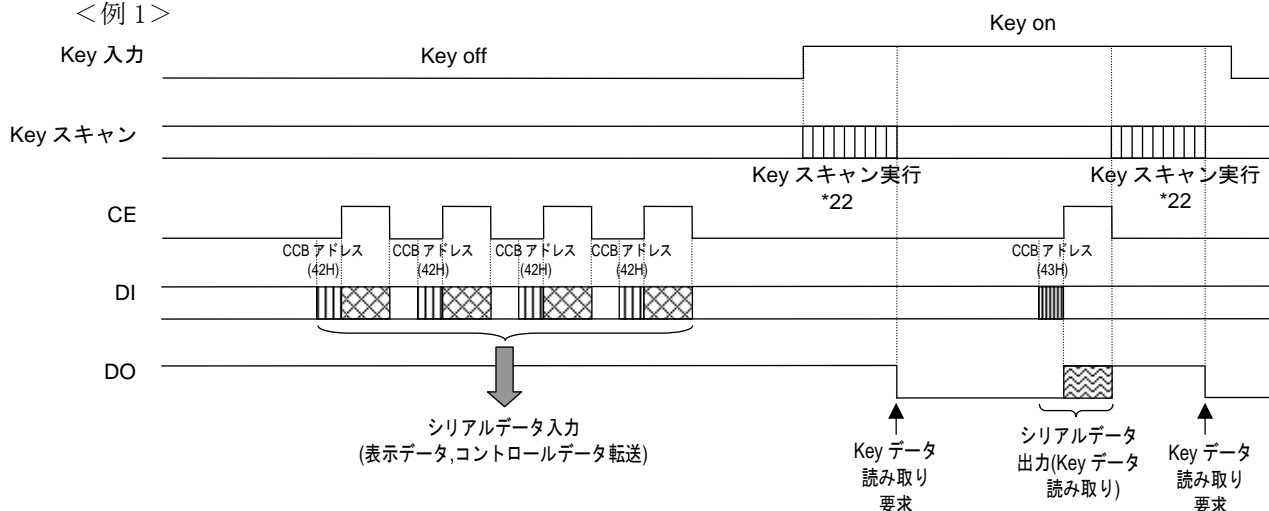 ＜例 1＞
Key on
Key 入力
Key off
Key スキャン
Key スキャン実行
*22
Key スキャン実行
*22
CE
CCB アドレス
(42H)
CCB アドレス
(42H)
CCB アドレス
(42H)
CCB アドレス
(42H)
CCB アドレス
(43H)
DI
DO
シリアルデータ入力
(表示データ,コントロールデータ転送)
Key データ
読み取り
要求
シリアルデータ
出力(Key データ
読み取り)
Key データ
読み取り
要求